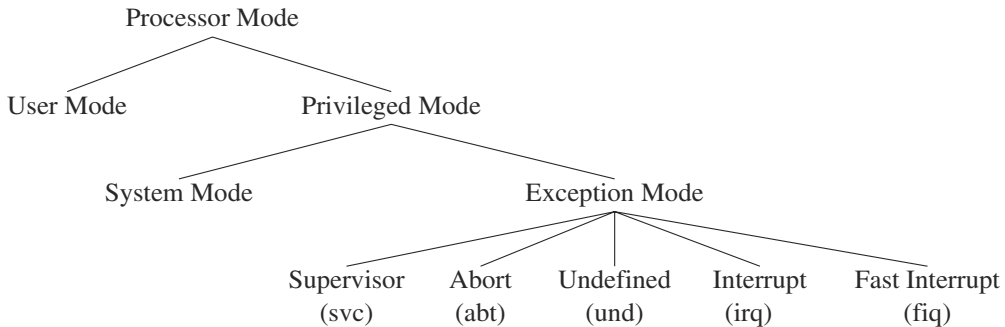 Processor Mode
User Mode
Privileged Mode
System Mode
Exception Mode
Supervisor
(svc)
Abort
(abt)
Undefined
(und)
Interrupt
(irq)
Fast Interrupt
(fiq)